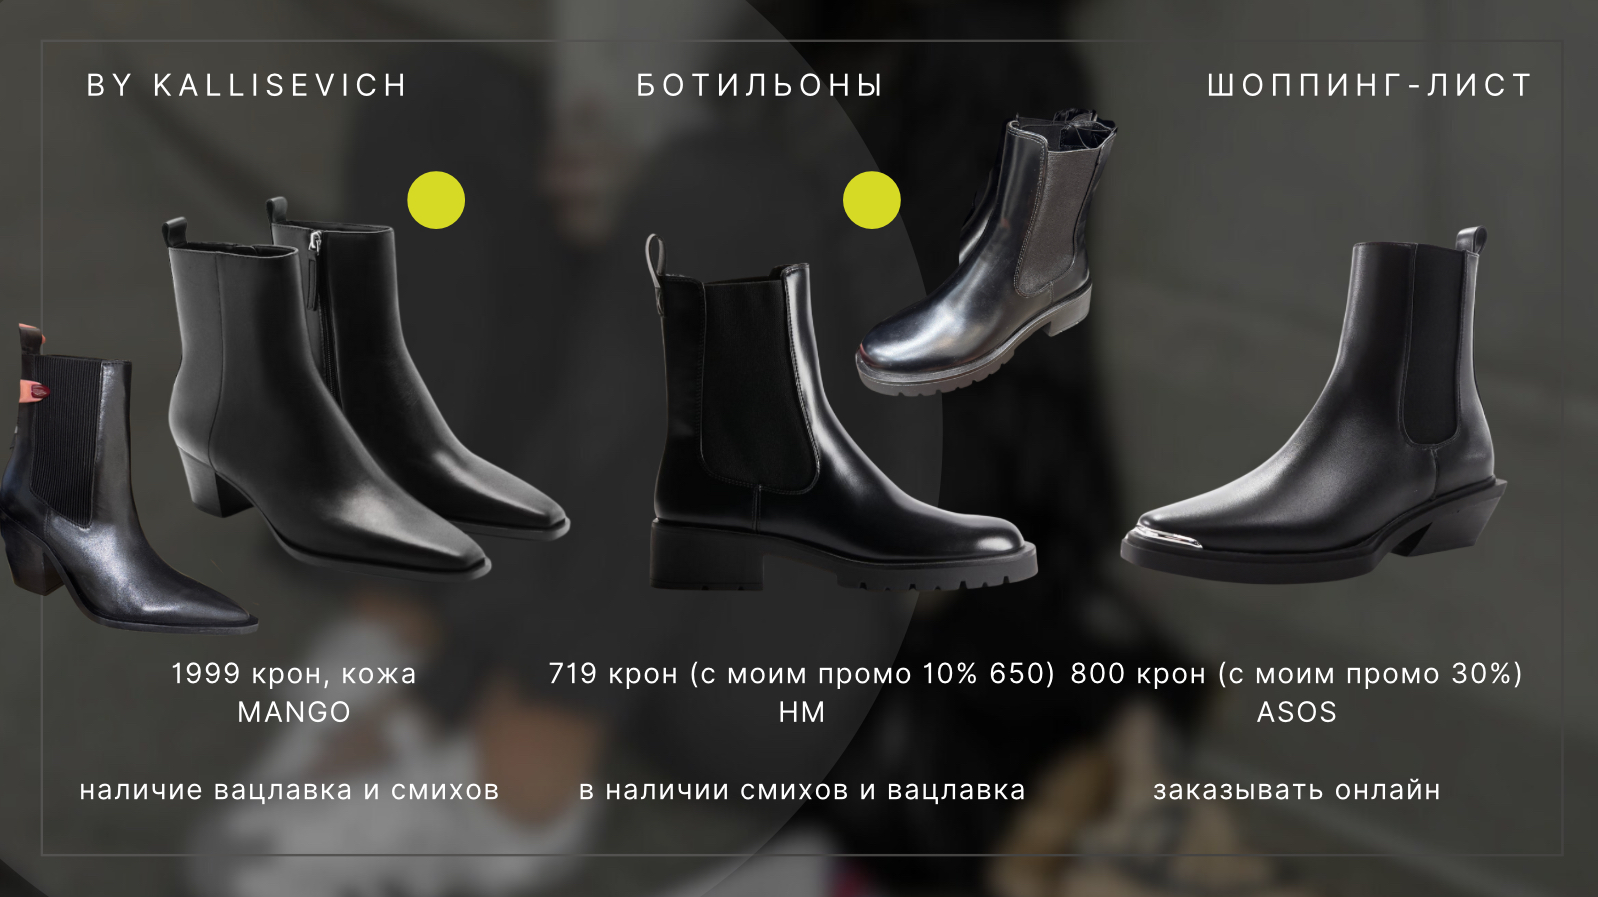 BY KALLISEVICH
БОТИЛЬОНЫ
ШОППИНГ-ЛИСТ
1999 крон, кожа
MANGO
наличие вацлавка и смихов
719 крон (с моим промо 10% 650)
HM
в наличии смихов и вацлавка
800 крон (с моим промо 30%)
ASOS
заказывать онлайн